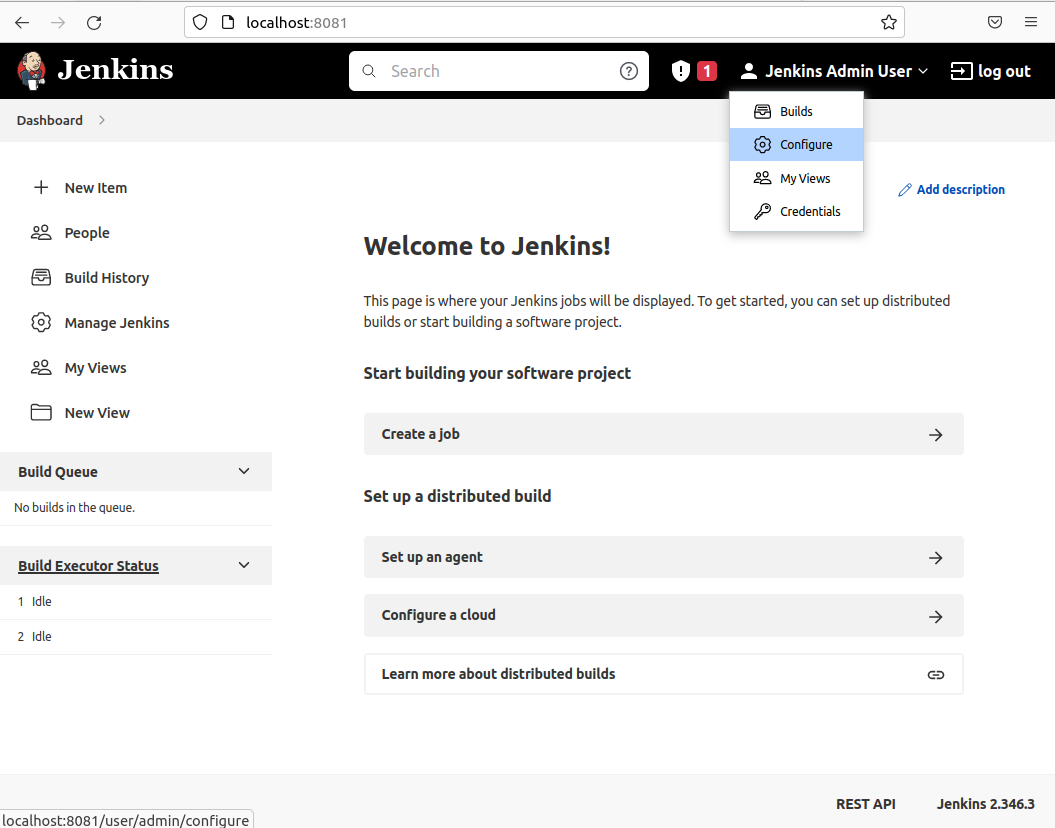 localhost:8081
Jenkins
Search
1
Jenkins Admin User
log out
Dashboard
Builds
Configure
My Views
Credentials
New Item
People
Build History
Manage Jenkins
My Views
New View
Build Queue
No builds in the queue.
Build Executor Status
1 Idle
2 Idle
Add description
Welcome to Jenkins!
This page is where your Jenkins jobs will be displayed. To get started, you can set up distributed
builds or start building a software project.
Start building your software project
Create a job
Set up a distributed build
Set up an agent
Configure a cloud
Learn more about distributed builds
REST API
Jenkins 2.346.3
localhost:8081/user/admin/configure